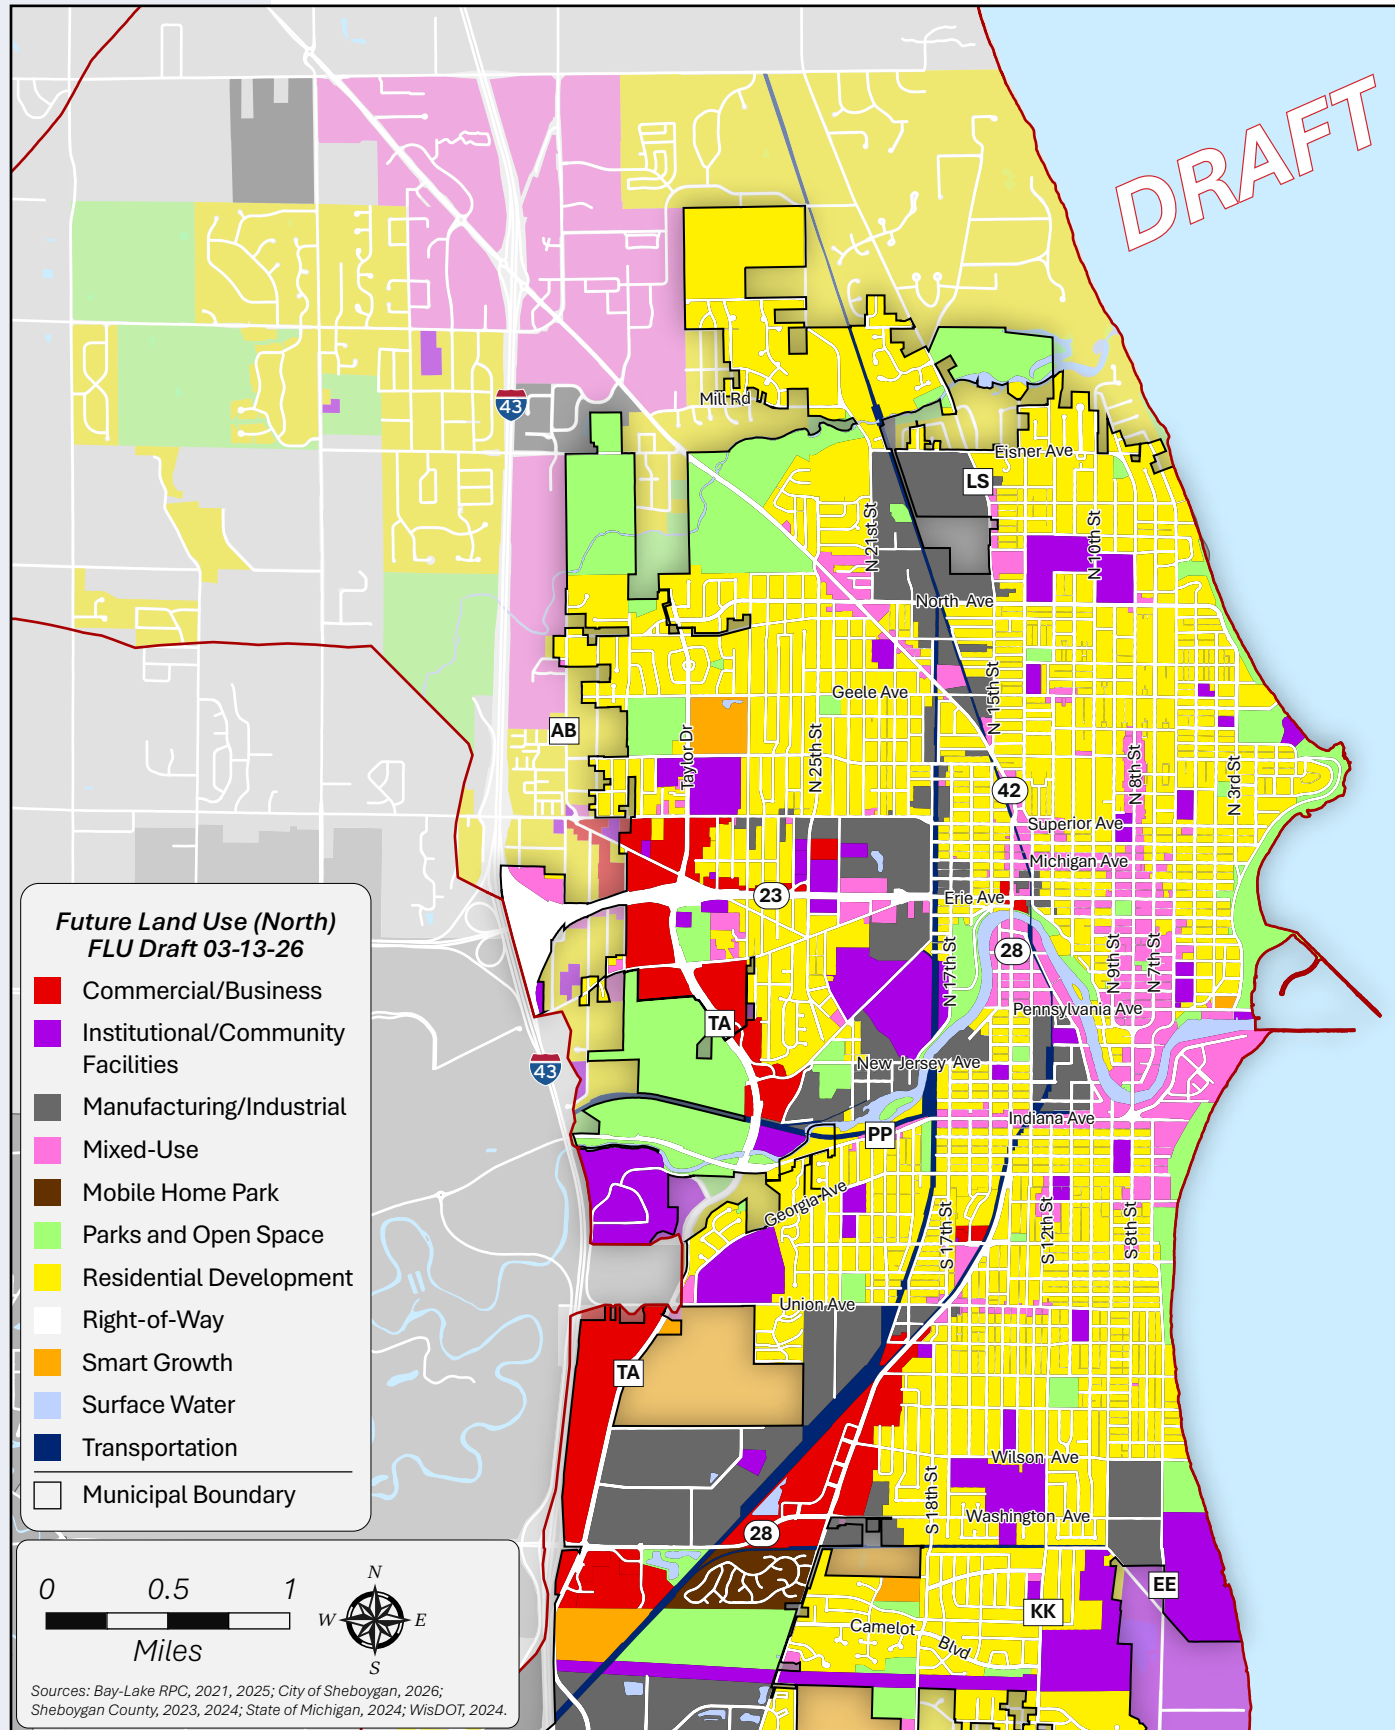 DRAFT
Mill Rd
43
Eisner Ave
LS
N 21st St
N 10th St
North Ave
Geele Ave
N 15th St
AB
Taylor Dr
N 25th St
N 8th St
N 3rd St
42
Superior Ave
Michigan Ave
23
Erie Ave
28
N 17th St
N 9th St
N 7th St
Pennsylvania Ave
TA
New Jersey Ave
43
Indiana Ave
PP
Georgia Ave
S 17th St
S 12th St
S 8th St
Union Ave
TA
Wilson Ave
S 18th St
Washington Ave
28
EE
KK
Camelot Blvd
Future Land Use (North)
FLU Draft 03-13-26
Commercial/Business
Institutional/Community
Facilities
Manufacturing/Industrial
Mixed-Use
Mobile Home Park
Parks and Open Space
Residential Development
Right-of-Way
Smart Growth
Surface Water
Transportation
Municipal Boundary
0 0.5 1
Miles
N
W E
S
Sources: Bay-Lake RPC, 2021, 2025; City of Sheboygan, 2026;
Sheboygan County, 2023, 2024; State of Michigan, 2024; WisDOT, 2024.